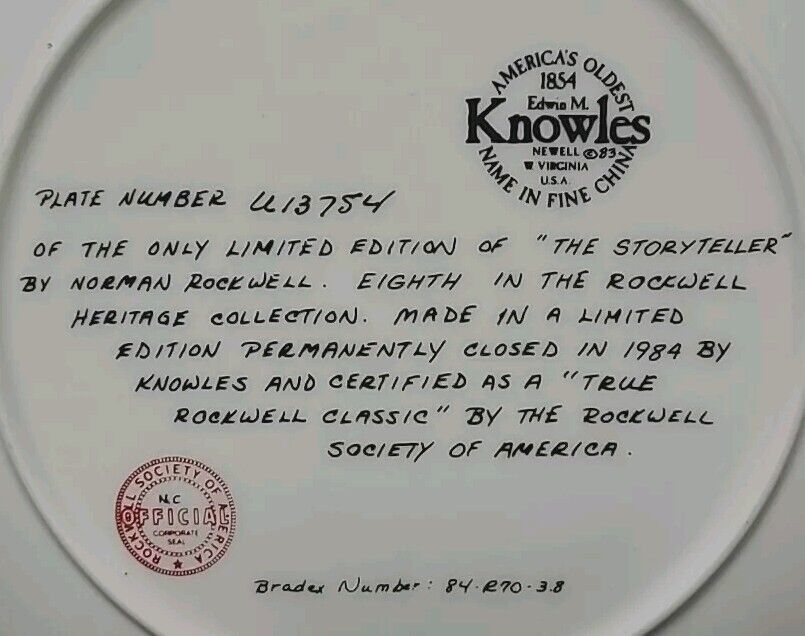 AMERICA'S OLDEST
1854
Edwin M.
Knowles
NEWELL ©83
W. VIRGINIA
U.S.A.
NAME IN FINE CHINA
PLATE NUMBER U13754
OF THE ONLY LIMITED EDITION OF "THE STORYTELLER"
BY NORMAN ROCKWELL. EIGHTH IN THE ROCKWELL
HERITAGE COLLECTION. MADE IN A LIMITED
EDITION PERMANENTLY CLOSED IN 1984 BY
KNOWLES AND CERTIFIED AS A "TRUE
ROCKWELL CLASSIC" BY THE ROCKWELL
SOCIETY OF AMERICA.
ROCKWELL SOCIETY OF AMERICA
INC
OFFICIAL
CORPORATE
SEAL
Bradex Number: 84-R70-3.8